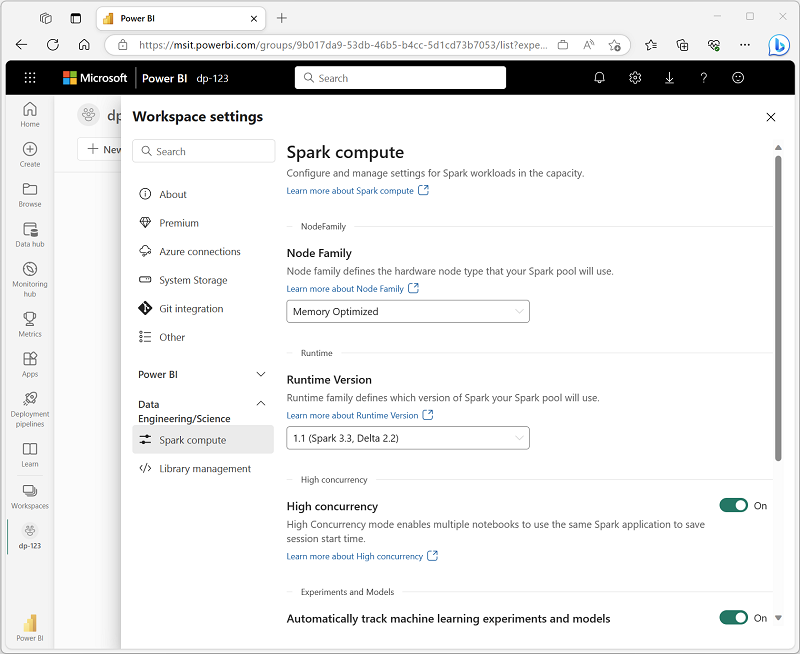 Power BI
https://msit.powerbi.com/groups/9b017da9-53db-46b5-b4cc-5d1cd73b7053/list?expe...
Microsoft
Power BI dp-123
Search
Home
Create
Browse
Data hub
Monitoring
hub
Metrics
Apps
Deployment
pipelines
Learn
Workspaces
dp-123
Power BI
dp
New
Workspace settings
Search
About
Premium
Azure connections
System Storage
Git integration
Other
Power BI
Data
Engineering/Science
Spark compute
Library management
Spark compute
Configure and manage settings for Spark workloads in the capacity.
Learn more about Spark compute
NodeFamily
Node Family
Node family defines the hardware node type that your Spark pool will use.
Learn more about Node Family
Memory Optimized
Runtime
Runtime Version
Runtime family defines which version of Spark your Spark pool will use.
Learn more about Runtime Version
1.1 (Spark 3.3, Delta 2.2)
High concurrency
High concurrency
On
High Concurrency mode enables multiple notebooks to use the same Spark application to save
session start time.
Learn more about High concurrency
Experiments and Models
Automatically track machine learning experiments and models
On